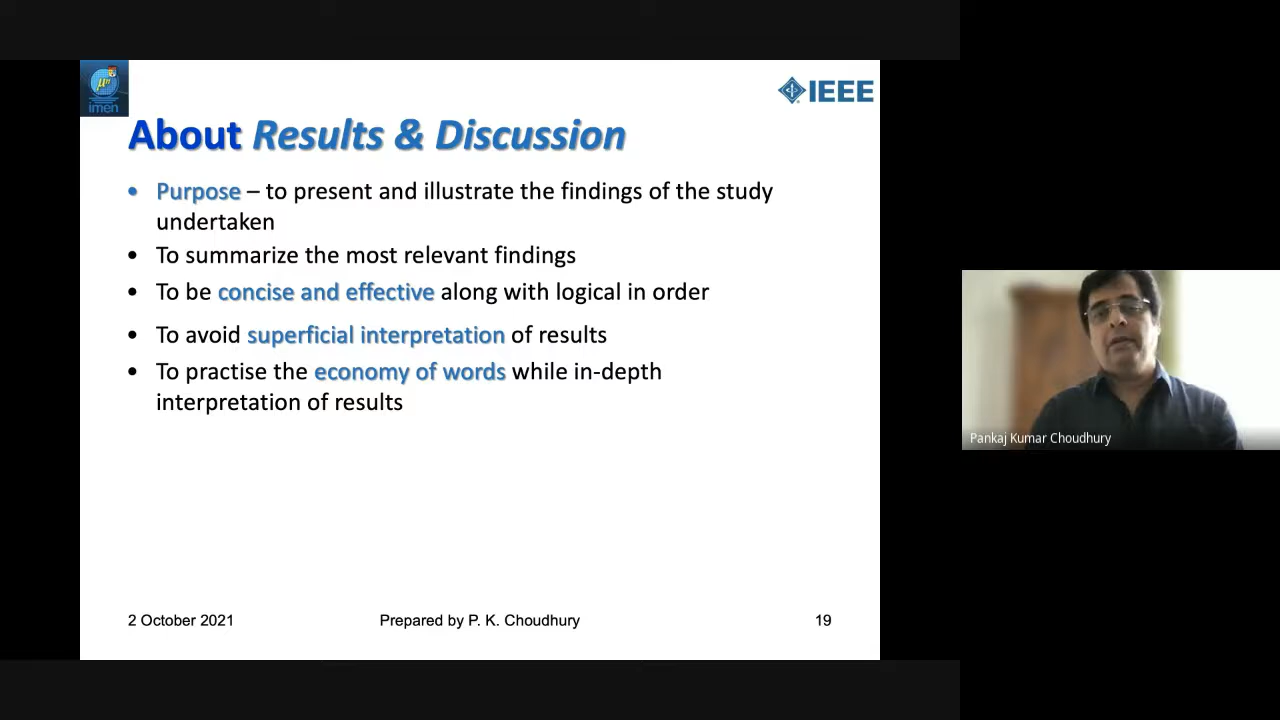 μη
imen
IEEE
About Results & Discussion
• Purpose – to present and illustrate the findings of the study
undertaken
• To summarize the most relevant findings
• To be concise and effective along with logical in order
• To avoid superficial interpretation of results
• To practise the economy of words while in-depth
interpretation of results
2 October 2021
Prepared by P. K. Choudhury
19
Pankaj Kumar Choudhury